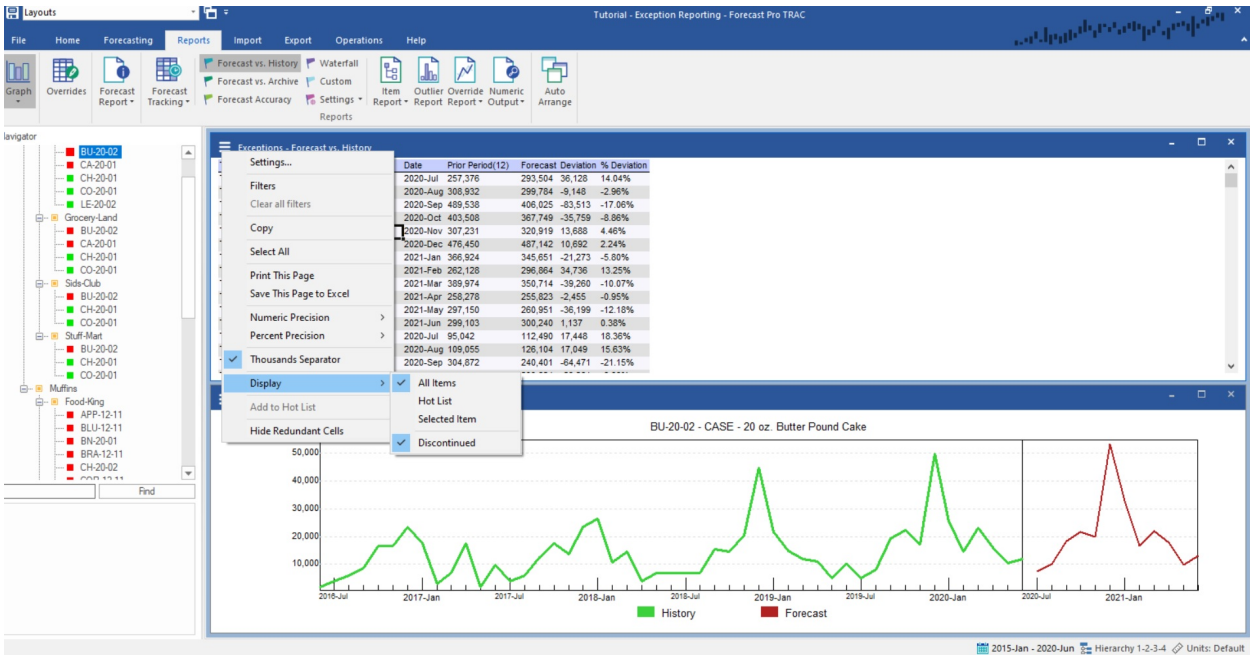 Layouts
Tutorial - Exception Reporting - Forecast Pro TRAC
File Home Forecasting Reports Import Export Operations Help
Graph
Overrides
Forecast Report
Forecast Tracking
Forecast vs. History
Waterfall
Forecast vs. Archive
Custom
Forecast Accuracy
Settings
Item Report
Outlier Report
Override Report
Numeric Output
Auto Arrange
Reports
Navigator
BU-20-02
CA-20-01
CH-20-01
CO-20-01
LE-20-02
Grocery-Land
BU-20-02
CA-20-01
CH-20-01
CO-20-01
Sids-Club
BU-20-02
CH-20-01
CO-20-01
Stuff-Mart
BU-20-02
CH-20-01
CO-20-01
Muffins
Food-King
APP-12-11
BLU-12-11
BN-20-01
BRA-12-11
CH-20-02
Find
Exceptions - Forecast vs. History
Settings...
Filters
Clear all filters
Copy
Select All
Print This Page
Save This Page to Excel
Numeric Precision
Percent Precision
Thousands Separator
Display
Add to Hot List
Hide Redundant Cells
All Items
Hot List
Selected Item
Discontinued
Date Prior Period(12) Forecast Deviation % Deviation
2020-Jul 257,376 293,504 36,128 14.04%
2020-Aug 308,932 299,784 -9,148 -2.96%
2020-Sep 489,538 406,025 -83,513 -17.06%
2020-Oct 403,508 367,749 -35,759 -8.86%
2020-Nov 307,231 320,919 13,688 4.46%
2020-Dec 476,450 487,142 10,692 2.24%
2021-Jan 366,924 345,651 -21,273 -5.80%
2021-Feb 262,128 296,864 34,736 13.25%
2021-Mar 389,974 350,714 -39,260 -10.07%
2021-Apr 258,278 255,823 -2,455 -0.95%
2021-May 297,150 260,951 -36,199 -12.18%
2021-Jun 299,103 300,240 1,137 0.38%
2020-Jul 95,042 112,490 17,448 18.36%
2020-Aug 109,055 126,104 17,049 15.63%
2020-Sep 304,872 240,401 -64,471 -21.15%
BU-20-02 - CASE - 20 oz. Butter Pound Cake
50,000
40,000
30,000
20,000
10,000
2016-Jul 2017-Jan 2017-Jul 2018-Jan 2018-Jul 2019-Jan 2019-Jul 2020-Jan 2020-Jul 2021-Jan
History Forecast
2015-Jan - 2020-Jun Hierarchy 1-2-3-4 Units: Default